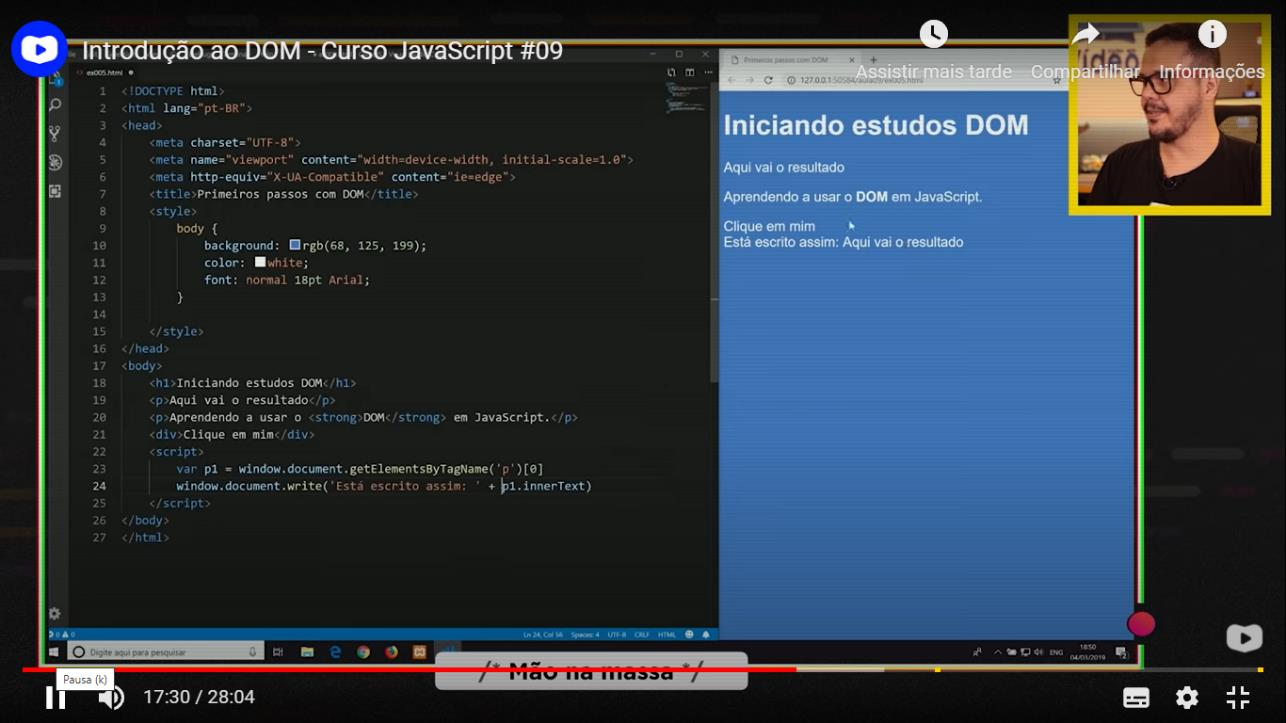 Introdução ao DOM - Curso JavaScript #09
Assistir mais tarde
Compartilhar
Informações
ex005.html
1 <!DOCTYPE html>
2 <html lang="pt-BR">
3 <head>
4 <meta charset="UTF-8">
5 <meta name="viewport" content="width=device-width, initial-scale=1.0">
6 <meta http-equiv="X-UA-Compatible" content="ie=edge">
7 <title>Primeiros passos com DOM</title>
8 <style>
9 body {
10 background: rgb(68, 125, 199);
11 color: white;
12 font: normal 18pt Arial;
13 }
14
15 </style>
16 </head>
17 <body>
18 <h1>Iniciando estudos DOM</h1>
19 <p>Aqui vai o resultado</p>
20 <p>Aprendendo a usar o <strong>DOM</strong> em JavaScript.</p>
21 <div>Clique em mim</div>
22 <script>
23 var p1 = window.document.getElementsByTagName('p')[0]
24 window.document.write('Está escrito assim: ' + p1.innerText)
25 </script>
26 </body>
27 </html>
Primeiros passos com DOM
127.0.0.1:50584/aula09/ex005.html
Iniciando estudos DOM
Aqui vai o resultado
Aprendendo a usar o DOM em JavaScript.
Clique em mim
Está escrito assim: Aqui vai o resultado
Ln 24, Col 56 Spaces: 4 UTF-8 CRLF HTML
Digite aqui para pesquisar
ENG
18:50
04/03/2019
/* Mão na massa */
Pausa (k)
17:30 / 28:04